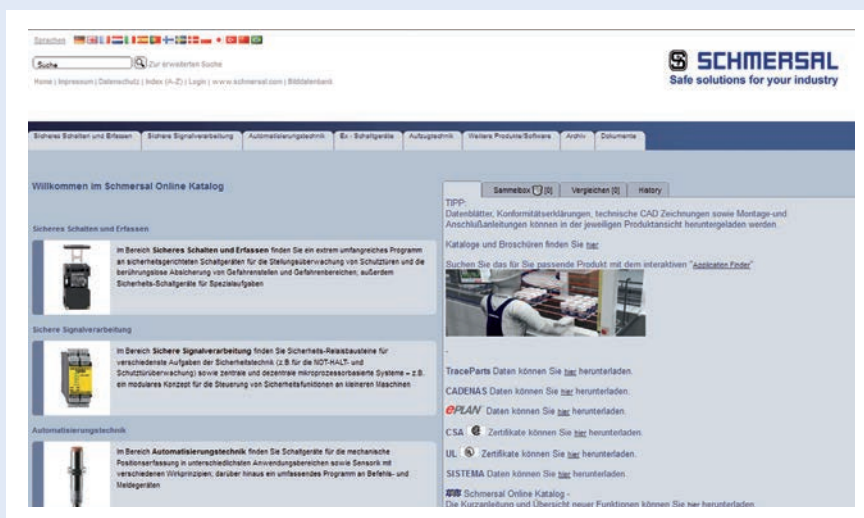 Sprachen
Suche
Zur erweiterten Suche
Home | Impressum | Datenschutz | Index (A-Z) | Login | www.schmersal.com | Bilddatenbank
SCHMERSAL
Safe solutions for your industry
Sicheres Schalten und Erfassen
Sichere Signalverarbeitung
Automatisierungstechnik
Ex - Schaltgeräte
Aufzugtechnik
Weitere Produkte/Software
Archiv
Dokumente
Willkommen im Schmersal Online Katalog
Sicheres Schalten und Erfassen
Im Bereich Sicheres Schalten und Erfassen finden Sie ein extrem umfangreiches Programm
an sicherheitsgerichteten Schaltgeräten für die Stellungsüberwachung von Schutztüren und die
berührungslose Absicherung von Gefahrenstellen und Gefahrenbereichen, außerdem
Sicherheits-Schaltgeräte für Spezialaufgaben
Sichere Signalverarbeitung
Im Bereich Sichere Signalverarbeitung finden Sie Sicherheits-Relaisbausteine für
verschiedenste Aufgaben der Sicherheitstechnik (z.B. für die NOT-HALT- und
Schutztürüberwachung) sowie zentrale und dezentrale mikroprozessorbasierte Systeme – z.B.
ein modulares Konzept für die Steuerung von Sicherheitsfunktionen an kleineren Maschinen
Automatisierungstechnik
Im Bereich Automatisierungstechnik finden Sie Schaltgeräte für die mechanische
Positionserfassung in unterschiedlichsten Anwendungsbereichen sowie Sensorik mit
verschiedenen Wirkprinzipien; darüber hinaus ein umfassendes Programm an Befehls- und
Meldegeräten
Sammelbox [0]
Vergleichen [0]
History
TIPP:
Datenblätter, Konformitätserklärungen, technische CAD Zeichnungen sowie Montage-und
Anschlußanleitungen können in der jeweiligen Produktansicht heruntergeladen werden.
Kataloge und Broschüren finden Sie hier
Suchen Sie das für Sie passende Produkt mit dem interaktiven "Application Finder"
TraceParts Daten können Sie hier herunterladen.
CADENAS Daten können Sie hier herunterladen.
ePLAN Daten können Sie hier herunterladen.
CSA Zertifikate können Sie hier herunterladen.
UL Zertifikate können Sie hier herunterladen.
SISTEMA Daten können Sie hier herunterladen.
Schmersal Online Katalog -
Die Kurzanleitung und Übersicht neuer Funktionen können Sie hier herunterladen